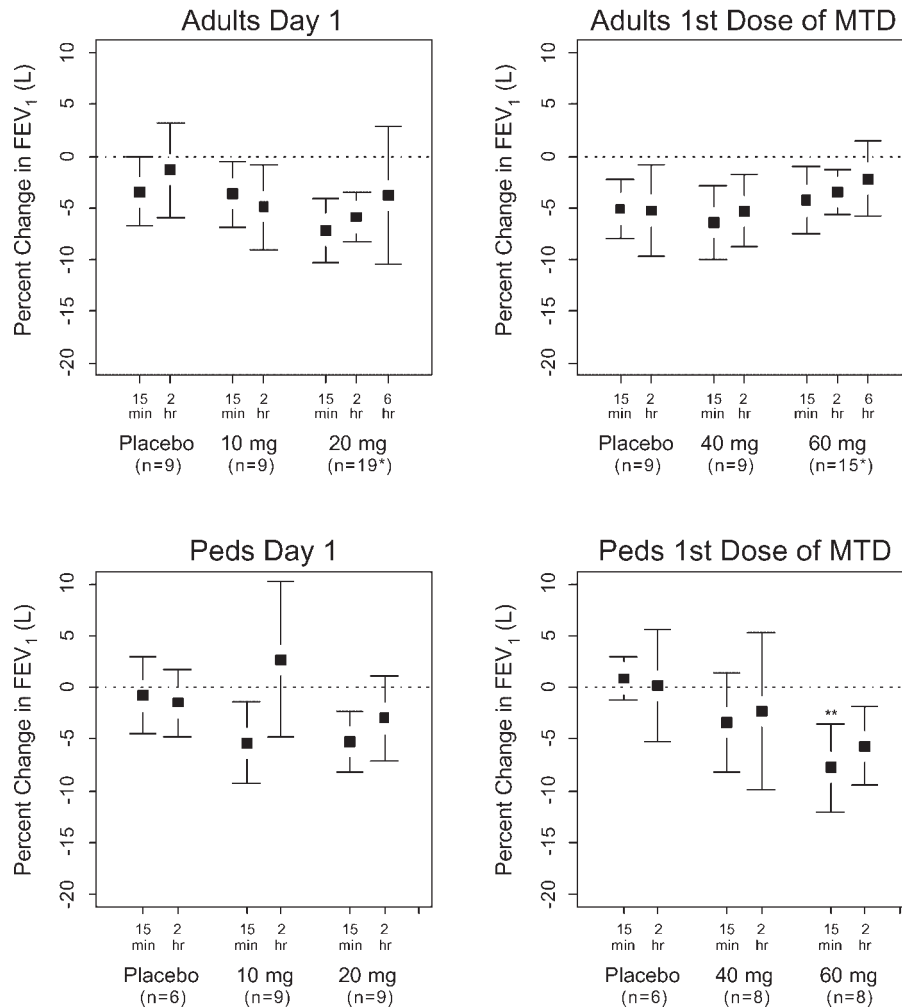 Adults Day 1
Percent Change in FEV1 (L)
10
5
0
-5
-10
-15
-20
15 2 15 2 15 2 6
min hr min hr min hr hr
Placebo 10 mg 20 mg
(n=9) (n=9) (n=19*)
Adults 1st Dose of MTD
Percent Change in FEV1 (L)
10
5
0
-5
-10
-15
-20
15 2 15 2 15 2 6
min hr min hr min hr hr
Placebo 40 mg 60 mg
(n=9) (n=9) (n=15*)
Peds Day 1
Percent Change in FEV1 (L)
10
5
0
-5
-10
-15
-20
15 2 15 2 15 2
min hr min hr min hr
Placebo 10 mg 20 mg
(n=6) (n=9) (n=9)
Peds 1st Dose of MTD
Percent Change in FEV1 (L)
10
5
0
-5
-10
-15
-20
**
15 2 15 2 15 2
min hr min hr min hr
Placebo 40 mg 60 mg
(n=6) (n=8) (n=8)